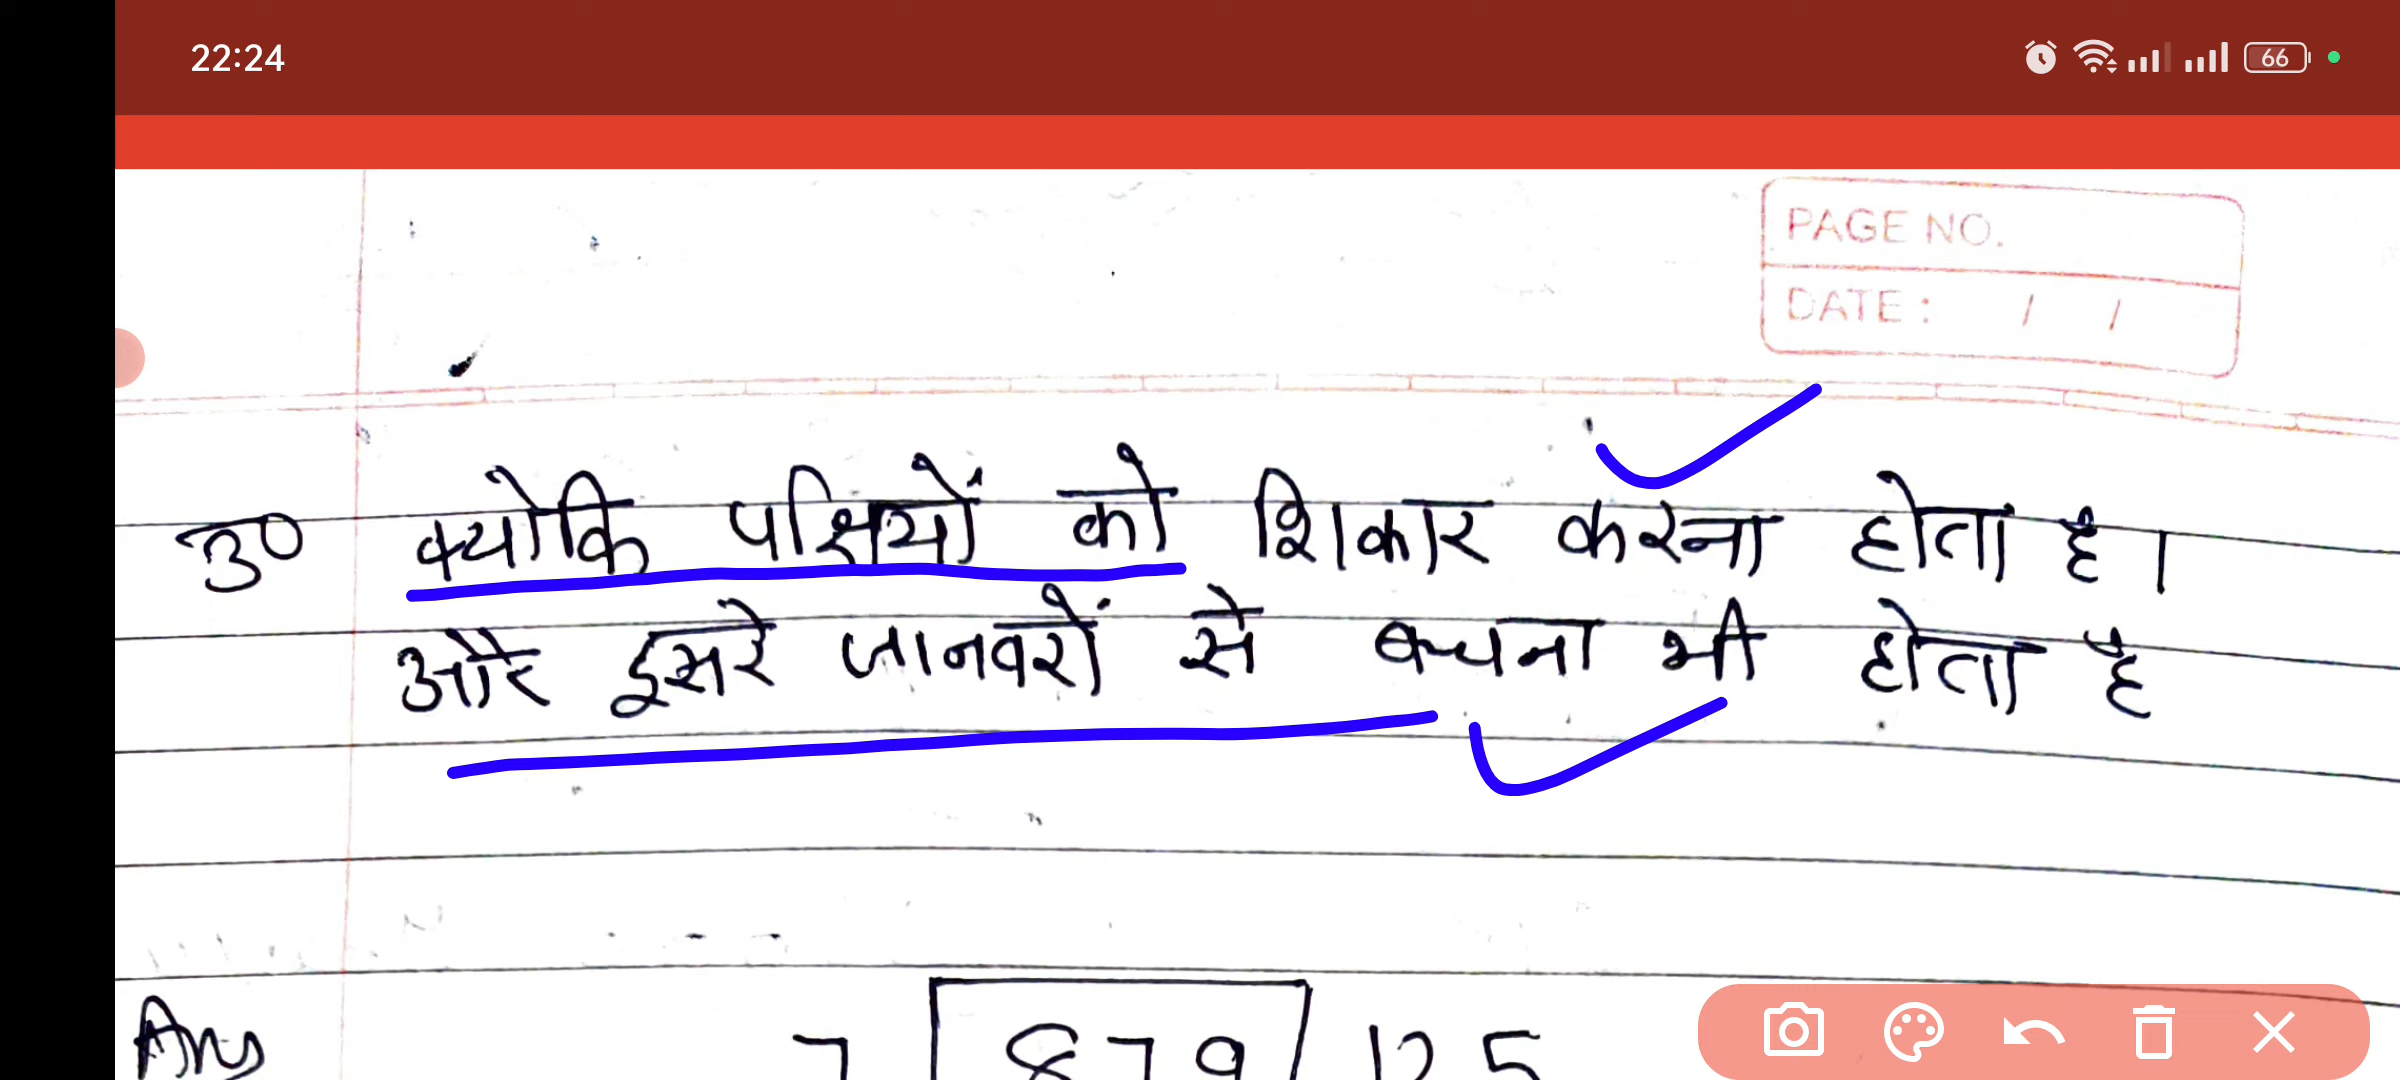 22:24
66
PAGE NO.
DATE: / /
उ० क्योकि पक्षियों को शिकार करना होता है।
और दुसरे जानवरों से बचना भी होता है
Ans 7 879 125